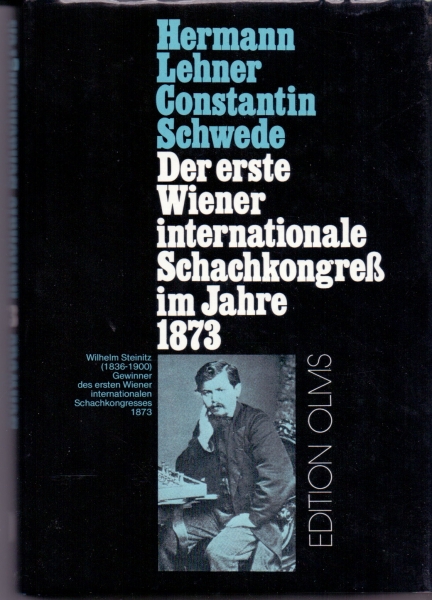 Hermann
Lehner
Constantin
Schwede
Der erste
Wiener
internationale
Schachkongreß
im Jahre
1873
Wilhelm Steinitz
(1836-1900)
Gewinner
des ersten Wiener
internationalen
Schachkongresses
1873
EDITION OLMS